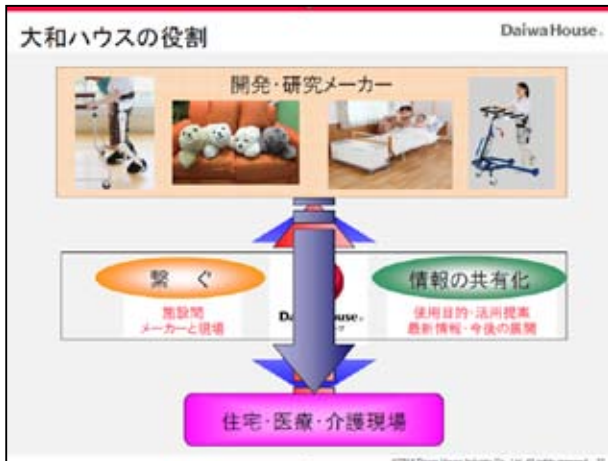 大和ハウスの役割
DaiwaHouse®
開発・研究メーカー
繋 ぐ
施設間
メーカーと現場
情報の共有化
使用目的・活用提案
最新情報・今後の展開
住宅・医療・介護現場